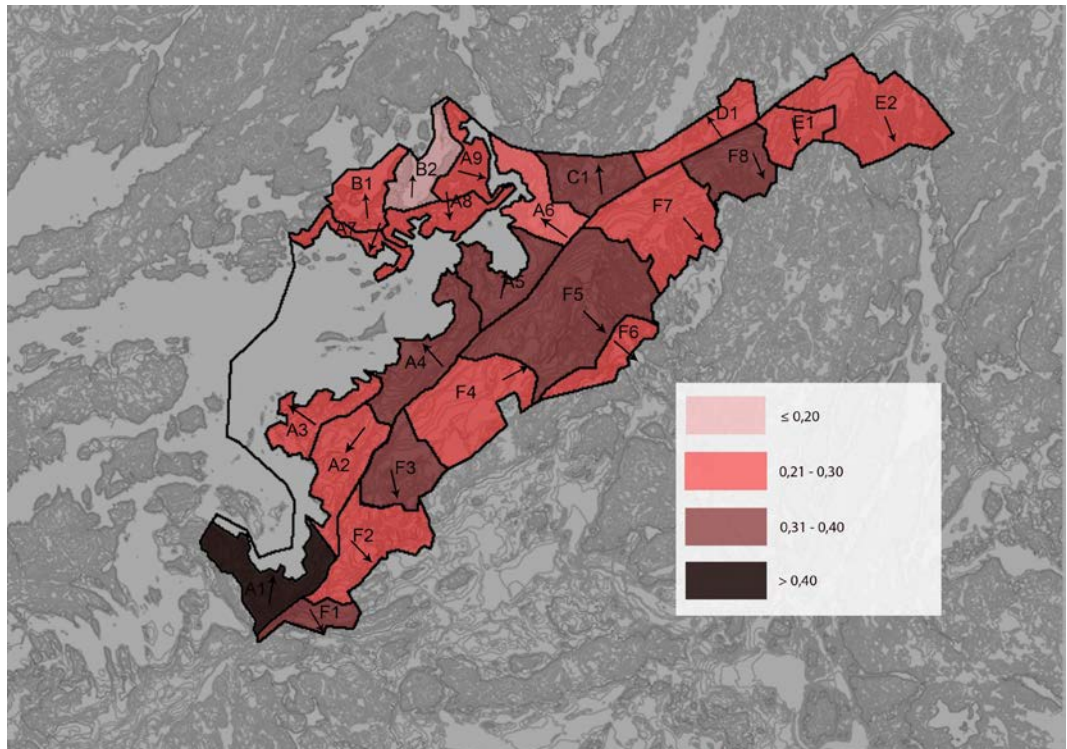 E2
D1
E1
F8
B2
A9
C1
B1
A8
A6
F7
A7
A5
F5
F6
A4
F4
A3
A2
F3
F2
A1
F1
≤ 0,20
0,21 - 0,30
0,31 - 0,40
> 0,40